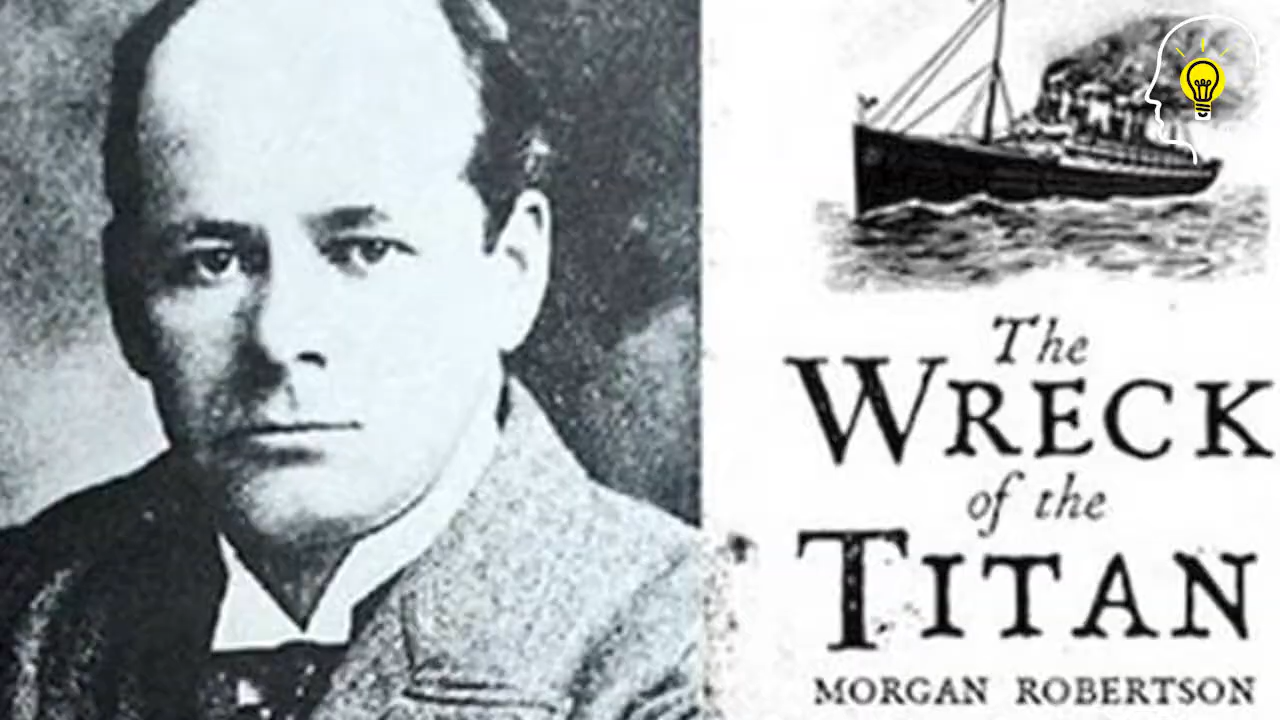 The
WRECK
of the
TITAN
MORGAN ROBERTSON